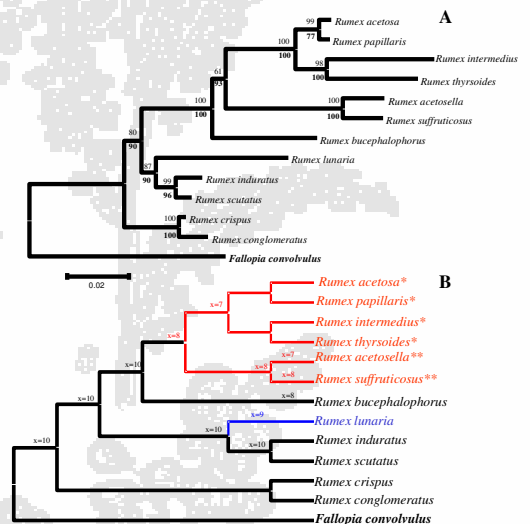 A
99
Rumex acetosa
77
Rumex papillaris
100
100
98
Rumex intermedius
100
Rumex thyrsoides
61
93
100
Rumex acetosella
100
Rumex suffruticosus
100
100
Rumex bucephalophorus
80
90
87
Rumex lunaria
90
99
Rumex induratus
96
Rumex scutatus
100
Rumex crispus
100
Rumex conglomeratus
Fallopia convolvulus
0.02
B
Rumex acetosa*
x=7
Rumex papillaris*
Rumex intermedius*
x=8
Rumex thyrsoides*
x=7
Rumex acetosella**
x=8
x=8
Rumex suffruticosus**
x=10
x=8
Rumex bucephalophorus
x=10
x=9
Rumex lunaria
x=10
x=10
Rumex induratus
x=10
Rumex scutatus
Rumex crispus
Rumex conglomeratus
Fallopia convolvulus